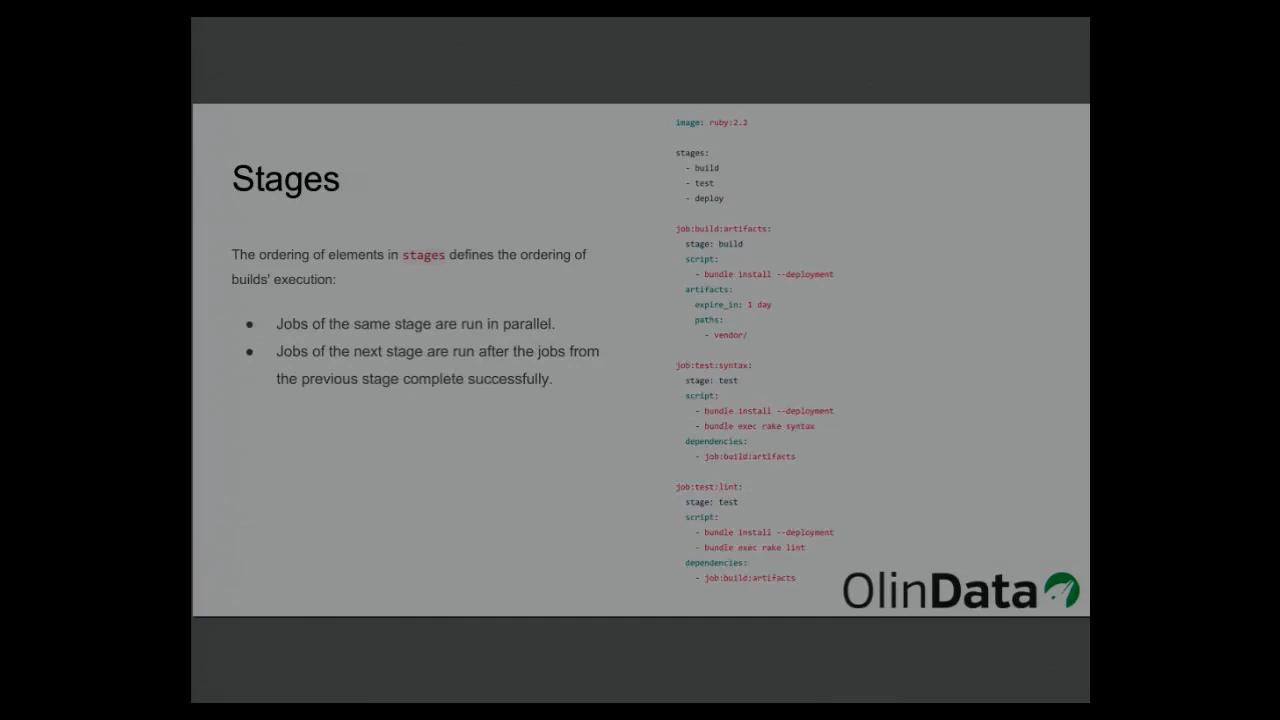 Stages
The ordering of elements in stages defines the ordering of
builds' execution:
● Jobs of the same stage are run in parallel.
● Jobs of the next stage are run after the jobs from
the previous stage complete successfully.
image: ruby:2.2
stages:
- build
- test
- deploy
job:build:artifacts:
stage: build
script:
- bundle install --deployment
artifacts:
expire_in: 1 day
paths:
- vendor/
job:test:syntax:
stage: test
script:
- bundle install --deployment
- bundle exec rake syntax
dependencies:
- job:build:artifacts
job:test:lint:
stage: test
script:
- bundle install --deployment
- bundle exec rake lint
dependencies:
- job:build:artifacts
OlinData